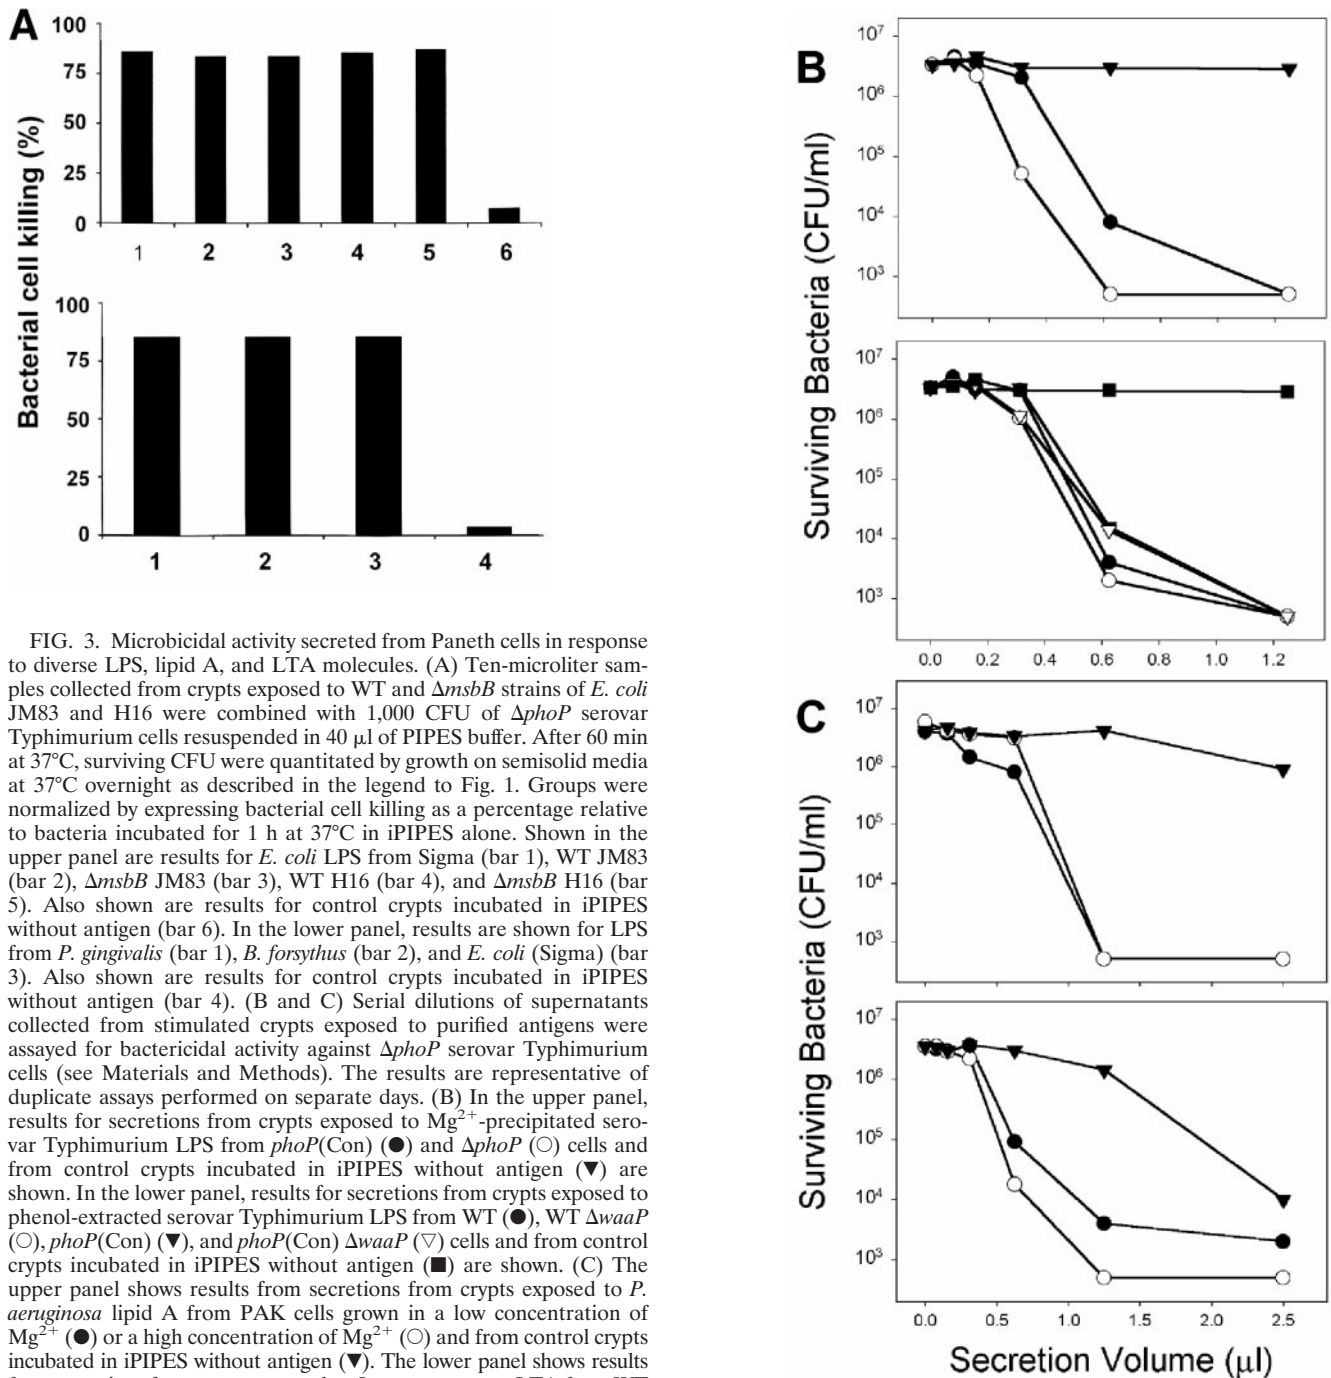 A
100
75
50
25
0
Bacterial cell killing (%)
1 2 3 4 5 6
100
75
50
25
0
1 2 3 4
FIG. 3. Microbicidal activity secreted from Paneth cells in response
to diverse LPS, lipid A, and LTA molecules. (A) Ten-microliter sam-
ples collected from crypts exposed to WT and ΔmsbB strains of E. coli
JM83 and H16 were combined with 1,000 CFU of ΔphoP serovar
Typhimurium cells resuspended in 40 μl of PIPES buffer. After 60 min
at 37°C, surviving CFU were quantitated by growth on semisolid media
at 37°C overnight as described in the legend to Fig. 1. Groups were
normalized by expressing bacterial cell killing as a percentage relative
to bacteria incubated for 1 h at 37°C in iPIPES alone. Shown in the
upper panel are results for E. coli LPS from Sigma (bar 1), WT JM83
(bar 2), ΔmsbB JM83 (bar 3), WT H16 (bar 4), and ΔmsbB H16 (bar
5). Also shown are results for control crypts incubated in iPIPES
without antigen (bar 6). In the lower panel, results are shown for LPS
from P. gingivalis (bar 1), B. forsythus (bar 2), and E. coli (Sigma) (bar
3). Also shown are results for control crypts incubated in iPIPES
without antigen (bar 4). (B and C) Serial dilutions of supernatants
collected from stimulated crypts exposed to purified antigens were
assayed for bactericidal activity against ΔphoP serovar Typhimurium
cells (see Materials and Methods). The results are representative of
duplicate assays performed on separate days. (B) In the upper panel,
results for secretions from crypts exposed to Mg²⁺-precipitated sero-
var Typhimurium LPS from phoP(Con) (●) and ΔphoP (○) cells and
from control crypts incubated in iPIPES without antigen (▼) are
shown. In the lower panel, results for secretions from crypts exposed to
phenol-extracted serovar Typhimurium LPS from WT (●), WT ΔwaaP
(○), phoP(Con) (▼), and phoP(Con) ΔwaaP (▽) cells and from control
crypts incubated in iPIPES without antigen (■) are shown. (C) The
upper panel shows results from secretions from crypts exposed to P.
aeruginosa lipid A from PAK cells grown in a low concentration of
Mg²⁺ (●) or a high concentration of Mg²⁺ (○) and from control crypts
incubated in iPIPES without antigen (▼). The lower panel shows results
B
Surviving Bacteria (CFU/ml)
10⁷
10⁶
10⁵
10⁴
10³
10⁷
10⁶
10⁵
10⁴
10³
0.0 0.2 0.4 0.6 0.8 1.0 1.2
C
Surviving Bacteria (CFU/ml)
10⁷
10⁶
10⁵
10⁴
10³
10⁷
10⁶
10⁵
10⁴
10³
0.0 0.5 1.0 1.5 2.0 2.5
Secretion Volume (μl)